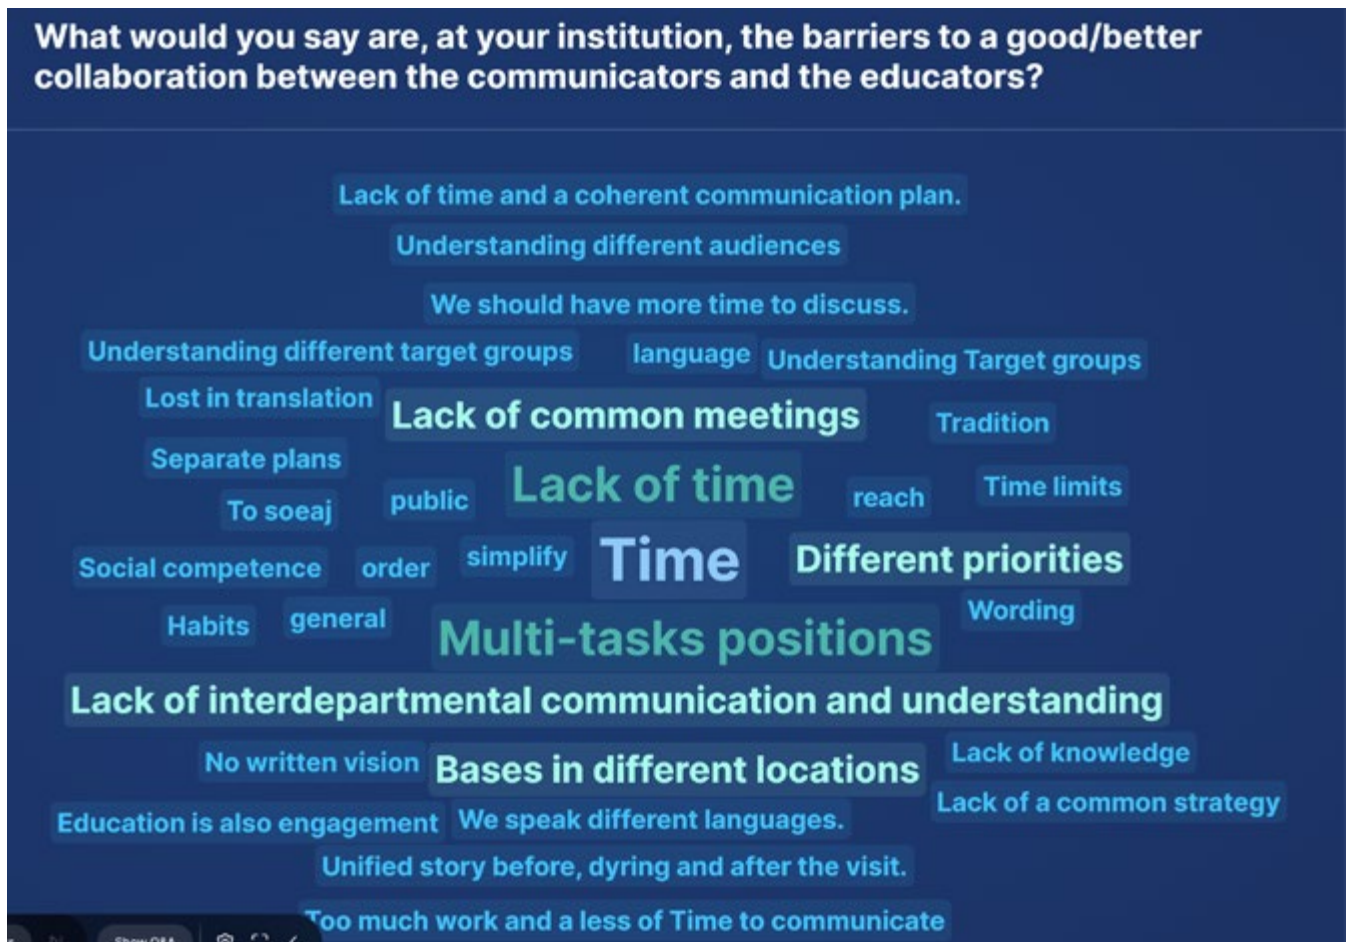 What would you say are, at your institution, the barriers to a good/better
collaboration between the communicators and the educators?
Lack of time and a coherent communication plan.
Understanding different audiences
We should have more time to discuss.
Understanding different target groups language Understanding Target groups
Lost in translation Lack of common meetings Tradition
Separate plans Lack of time Time limits
To soeaj public reach
Social competence order simplify Time Different priorities
Habits general Wording
Multi-tasks positions
Lack of interdepartmental communication and understanding
No written vision Bases in different locations Lack of knowledge
Education is also engagement We speak different languages. Lack of a common strategy
Unified story before, dyring and after the visit.
Too much work and a less of Time to communicate
Show Q&A